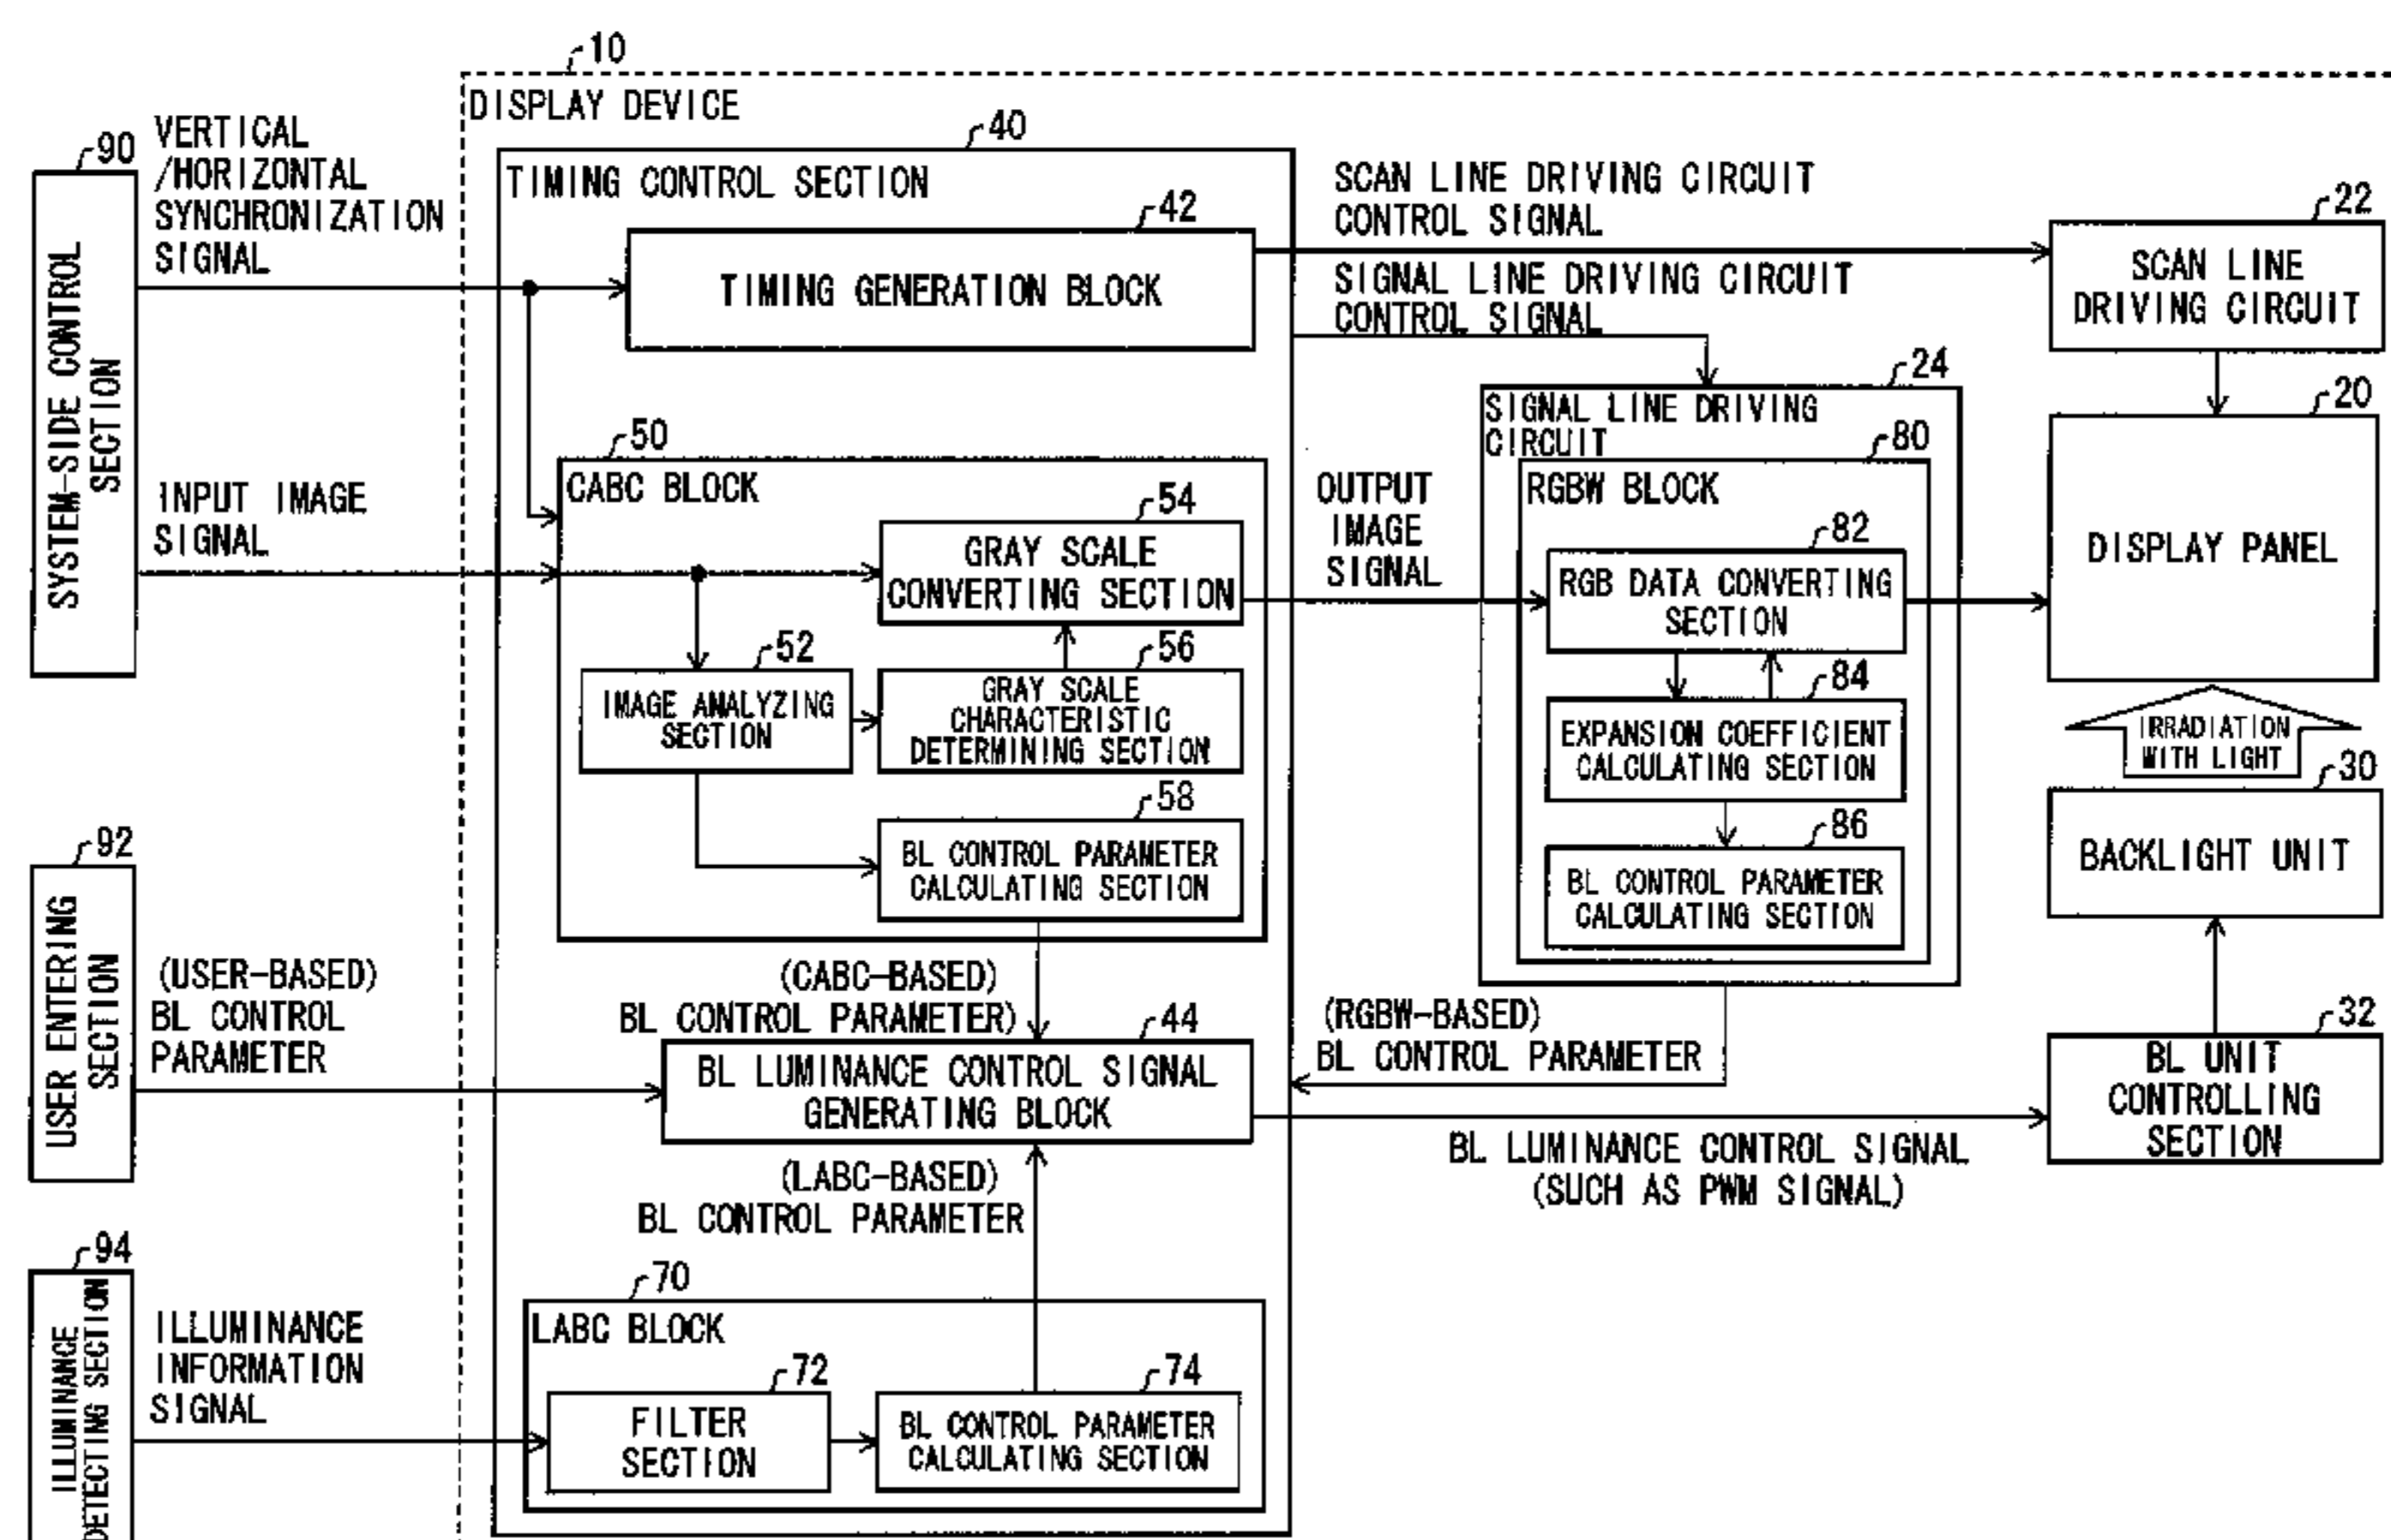 10
DISPLAY DEVICE
90
SYSTEM-SIDE CONTROL
SECTION
VERTICAL
/HORIZONTAL
SYNCHRONIZATION
SIGNAL
INPUT IMAGE
SIGNAL
40
TIMING CONTROL SECTION
42
TIMING GENERATION BLOCK
SCAN LINE DRIVING CIRCUIT
CONTROL SIGNAL
SIGNAL LINE DRIVING CIRCUIT
CONTROL SIGNAL
22
SCAN LINE
DRIVING CIRCUIT
50
CABC BLOCK
54
GRAY SCALE
CONVERTING SECTION
52
IMAGE ANALYZING
SECTION
56
GRAY SCALE
CHARACTERISTIC
DETERMINING SECTION
58
BL CONTROL PARAMETER
CALCULATING SECTION
OUTPUT
IMAGE
SIGNAL
24
SIGNAL LINE DRIVING
CIRCUIT
80
RGBW BLOCK
82
RGB DATA CONVERTING
SECTION
84
EXPANSION COEFFICIENT
CALCULATING SECTION
86
BL CONTROL PARAMETER
CALCULATING SECTION
20
DISPLAY PANEL
IRRADIATION
WITH LIGHT
30
BACKLIGHT UNIT
92
USER ENTERING
SECTION
(USER-BASED)
BL CONTROL
PARAMETER
(CABC-BASED)
BL CONTROL PARAMETER)
44
BL LUMINANCE CONTROL SIGNAL
GENERATING BLOCK
(RGBW-BASED)
BL CONTROL PARAMETER
32
BL UNIT
CONTROLLING
SECTION
BL LUMINANCE CONTROL SIGNAL
(SUCH AS PWM SIGNAL)
(LABC-BASED)
BL CONTROL PARAMETER
94
ILLUMINANCE
DETECTING SECTION
ILLUMINANCE
INFORMATION
SIGNAL
70
LABC BLOCK
72
FILTER
SECTION
74
BL CONTROL PARAMETER
CALCULATING SECTION